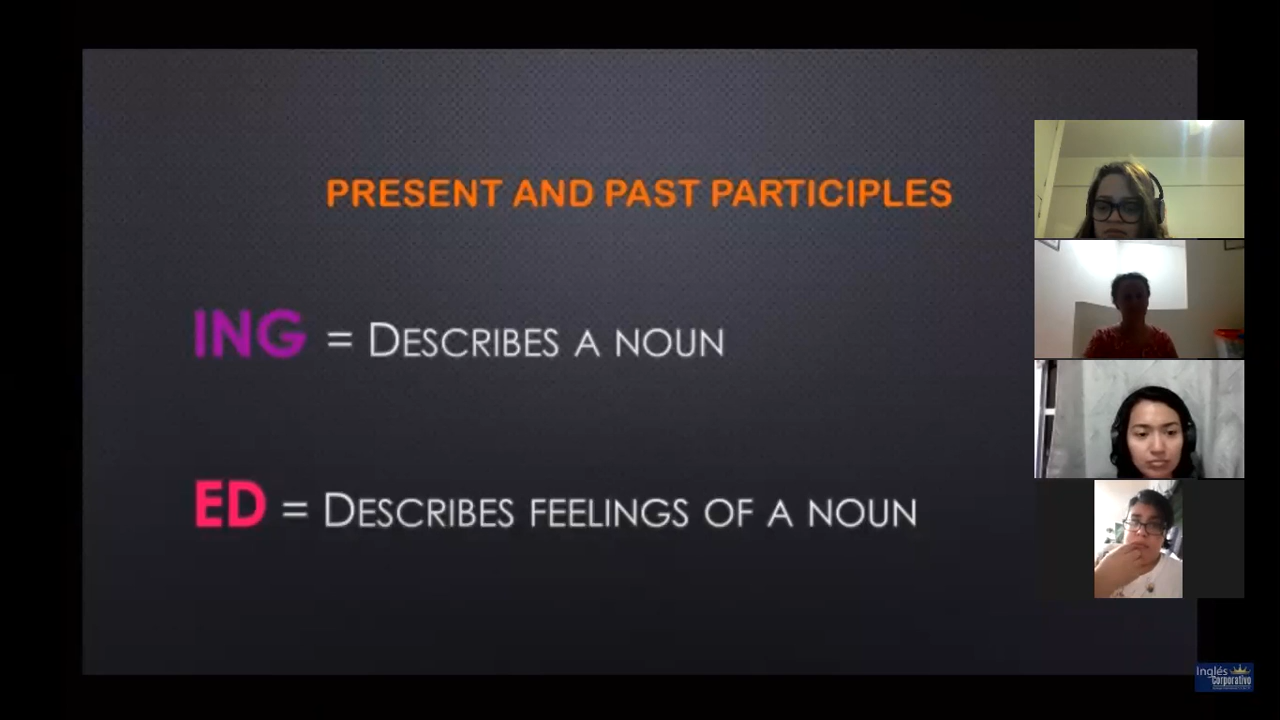 PRESENT AND PAST PARTICIPLES
ING = DESCRIBES A NOUN
ED = DESCRIBES FEELINGS OF A NOUN
Inglés
Corporativo